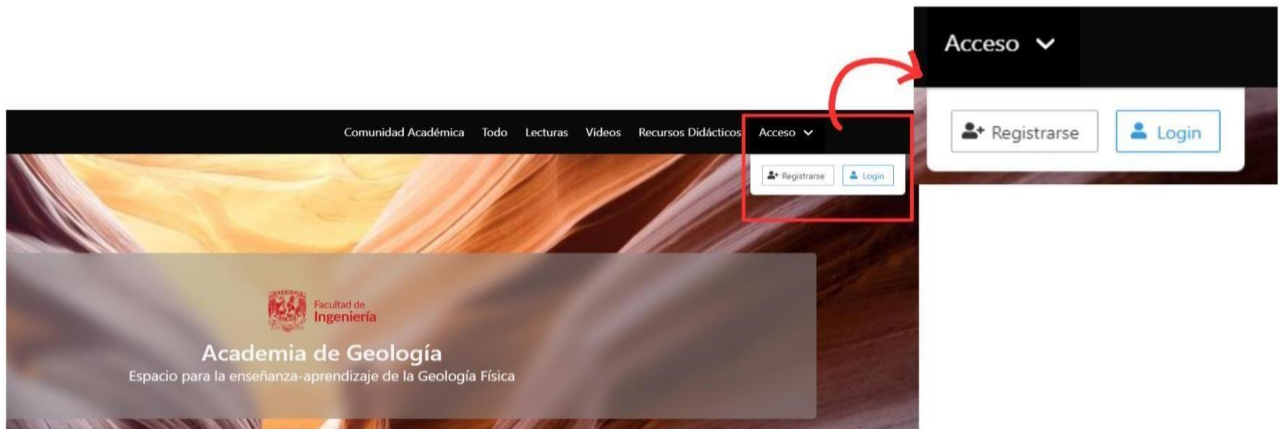 Acceso
Registrarse
Login
Comunidad Académica Todo Lecturas Videos Recursos Didácticos Acceso
Registrarse Login
Facultad de
Ingeniería
Academia de Geología
Espacio para la enseñanza-aprendizaje de la Geología Física